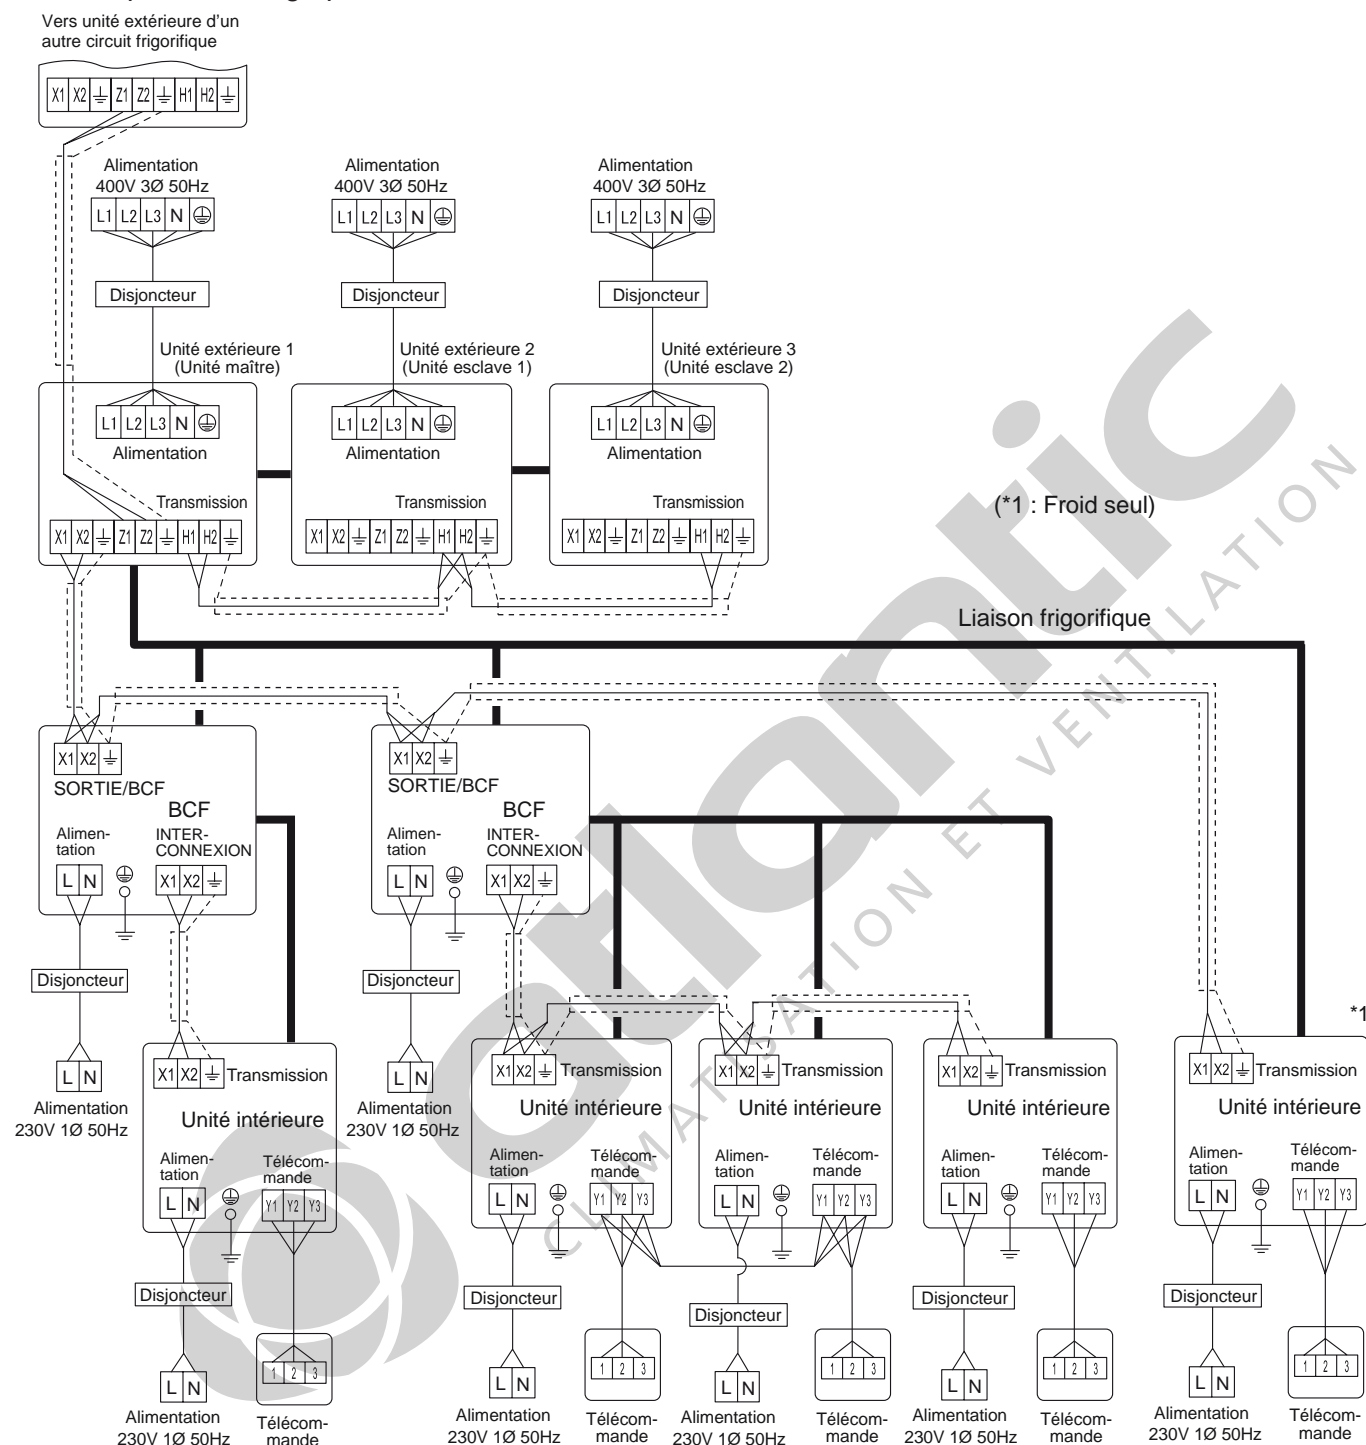 Vers unité extérieure d'un
autre circuit frigorifique
X1 X2 Z1 Z2 H1 H2
Alimentation
400V 3Ø 50Hz
L1 L2 L3 N
Disjoncteur
Unité extérieure 1
(Unité maître)
L1 L2 L3 N
Alimentation
Transmission
X1 X2 Z1 Z2 H1 H2
Alimentation
400V 3Ø 50Hz
L1 L2 L3 N
Disjoncteur
Unité extérieure 2
(Unité esclave 1)
L1 L2 L3 N
Alimentation
Transmission
X1 X2 Z1 Z2 H1 H2
Alimentation
400V 3Ø 50Hz
L1 L2 L3 N
Disjoncteur
Unité extérieure 3
(Unité esclave 2)
L1 L2 L3 N
Alimentation
Transmission
X1 X2 Z1 Z2 H1 H2
(*1 : Froid seul)
Liaison frigorifique
X1 X2
SORTIE/BCF
BCF
Alimen-
tation
L N
INTER-
CONNEXION
X1 X2
Disjoncteur
L N
Alimentation
230V 1Ø 50Hz
X1 X2
SORTIE/BCF
BCF
Alimen-
tation
L N
INTER-
CONNEXION
X1 X2
Disjoncteur
L N
Alimentation
230V 1Ø 50Hz
X1 X2
Transmission
Unité intérieure
Alimen-
tation
L N
Télécom-
mande
Y1 Y2 Y3
Disjoncteur
L N
Alimentation
230V 1Ø 50Hz
1 2 3
Télécom-
mande
X1 X2
Transmission
Unité intérieure
Alimen-
tation
L N
Télécom-
mande
Y1 Y2 Y3
Disjoncteur
L N
Alimentation
230V 1Ø 50Hz
1 2 3
Télécom-
mande
X1 X2
Transmission
Unité intérieure
Alimen-
tation
L N
Télécom-
mande
Y1 Y2 Y3
Disjoncteur
L N
Alimentation
230V 1Ø 50Hz
1 2 3
Télécom-
mande
X1 X2
Transmission
Unité intérieure
Alimen-
tation
L N
Télécom-
mande
Y1 Y2 Y3
Disjoncteur
L N
Alimentation
230V 1Ø 50Hz
1 2 3
Télécom-
mande
*1
X1 X2
Transmission
Unité intérieure
Alimen-
tation
L N
Télécom-
mande
Y1 Y2 Y3
Disjoncteur
L N
Alimentation
230V 1Ø 50Hz
1 2 3
Télécom-
mande
atlantic
CLIMATISATION ET VENTILATION